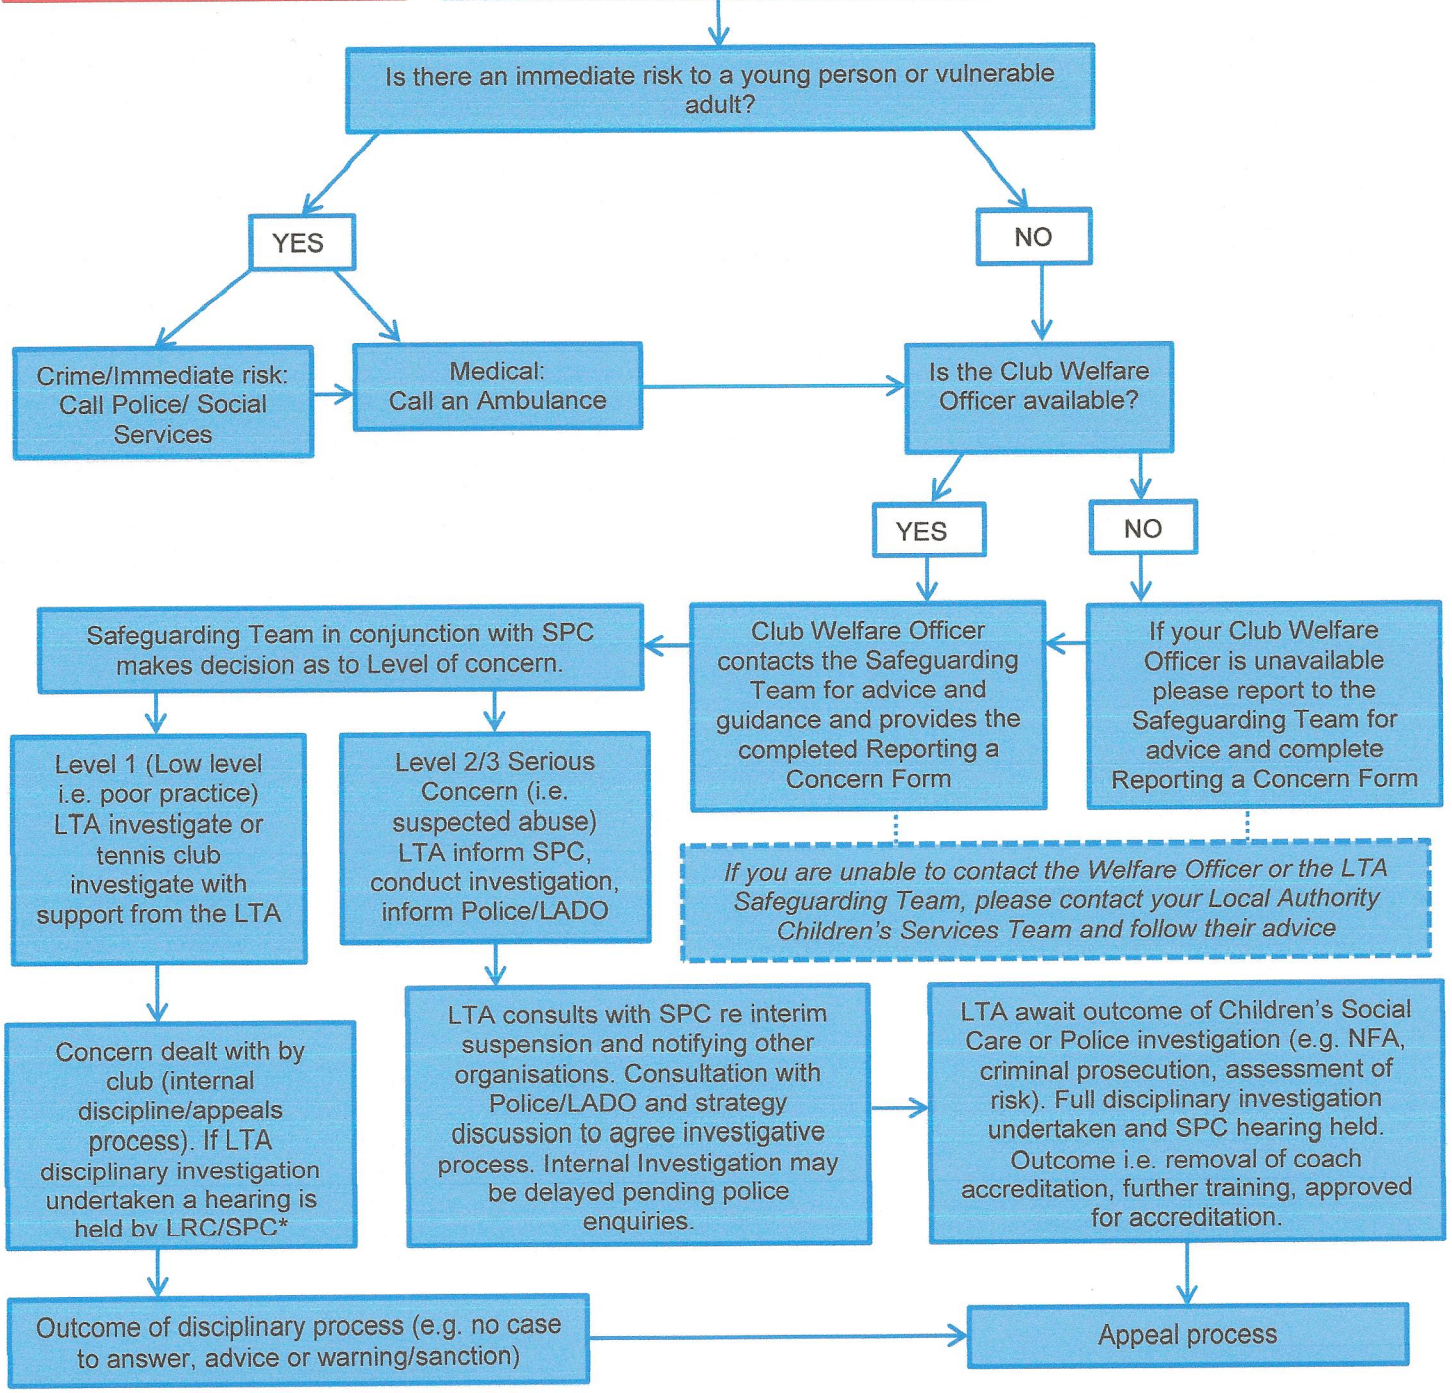 Is there an immediate risk to a young person or vulnerable
adult?
YES
NO
Crime/Immediate risk:
Call Police/ Social
Services
Medical:
Call an Ambulance
Is the Club Welfare
Officer available?
YES
NO
Safeguarding Team in conjunction with SPC
makes decision as to Level of concern.
Club Welfare Officer
contacts the Safeguarding
Team for advice and
guidance and provides the
completed Reporting a
Concern Form
If your Club Welfare
Officer is unavailable
please report to the
Safeguarding Team for
advice and complete
Reporting a Concern Form
Level 1 (Low level
i.e. poor practice)
LTA investigate or
tennis club
investigate with
support from the LTA
Level 2/3 Serious
Concern (i.e.
suspected abuse)
LTA inform SPC,
conduct investigation,
inform Police/LADO
If you are unable to contact the Welfare Officer or the LTA
Safeguarding Team, please contact your Local Authority
Children's Services Team and follow their advice
Concern dealt with by
club (internal
discipline/appeals
process). If LTA
disciplinary investigation
undertaken a hearing is
held by LRC/SPC*
LTA consults with SPC re interim
suspension and notifying other
organisations. Consultation with
Police/LADO and strategy
discussion to agree investigative
process. Internal Investigation may
be delayed pending police
enquiries.
LTA await outcome of Children's Social
Care or Police investigation (e.g. NFA,
criminal prosecution, assessment of
risk). Full disciplinary investigation
undertaken and SPC hearing held.
Outcome i.e. removal of coach
accreditation, further training, approved
for accreditation.
Outcome of disciplinary process (e.g. no case
to answer, advice or warning/sanction)
Appeal process